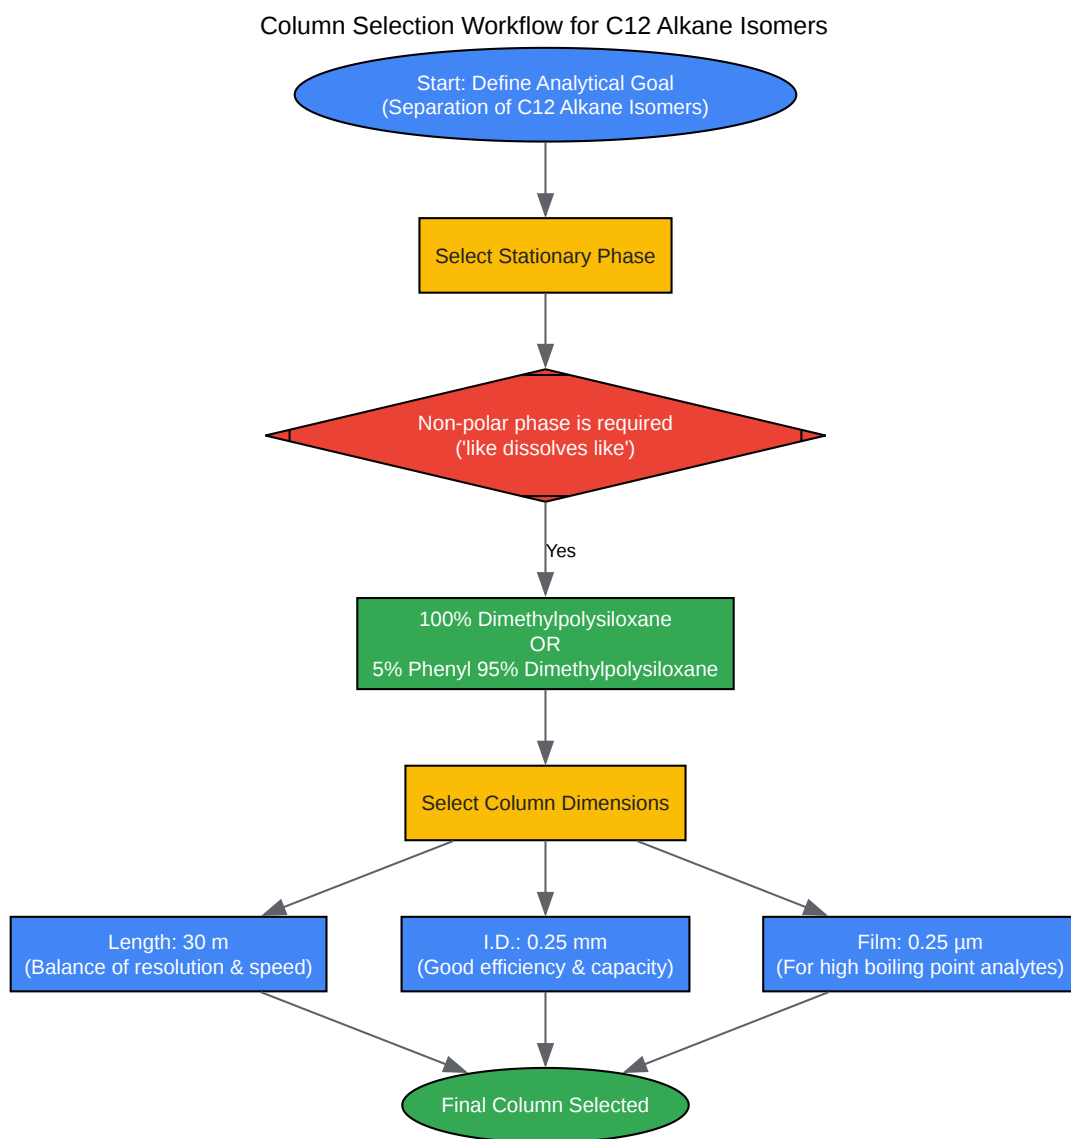 Column Selection Workflow for C12 Alkane Isomers
Start: Define Analytical Goal
(Separation of C12 Alkane Isomers)
Select Stationary Phase
Non-polar phase is required
('like dissolves like')
Yes
100% Dimethylpolysiloxane
OR
5% Phenyl 95% Dimethylpolysiloxane
Select Column Dimensions
Length: 30 m
(Balance of resolution & speed)
I.D.: 0.25 mm
(Good efficiency & capacity)
Film: 0.25 µm
(For high boiling point analytes)
Final Column Selected